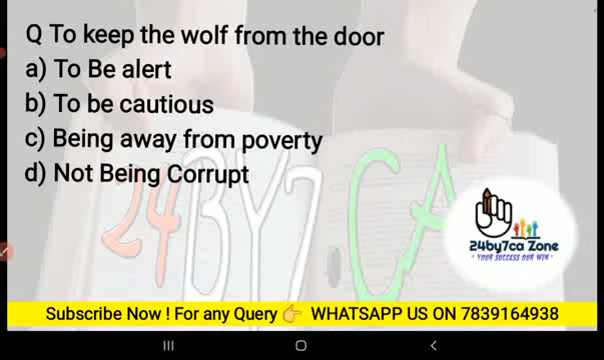 Q To keep the wolf from the door
a) To Be alert
b) To be cautious
c) Being away from poverty
d) Not Being Corrupt
24BY7 CA
24by7ca Zone
" YOUR SUCCESS OUR WIN "
Subscribe Now ! For any Query 👉 WHATSAPP US ON 7839164938